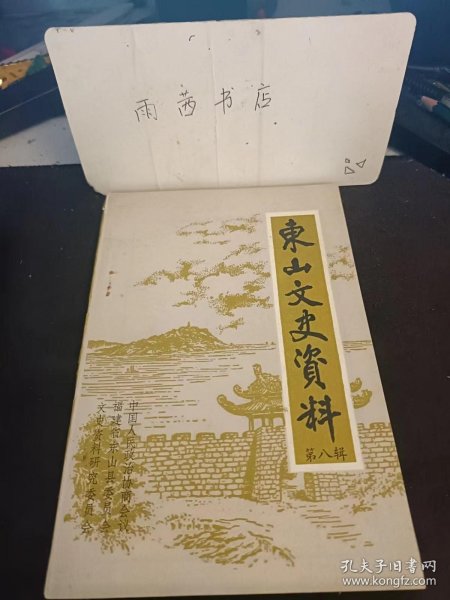 雨茜书店
東山文史資料
第八辑
中国人民政治协商会议
福建省东山县委员会
文史资料研究委员会
孔夫子旧书网
www.kongfz.com